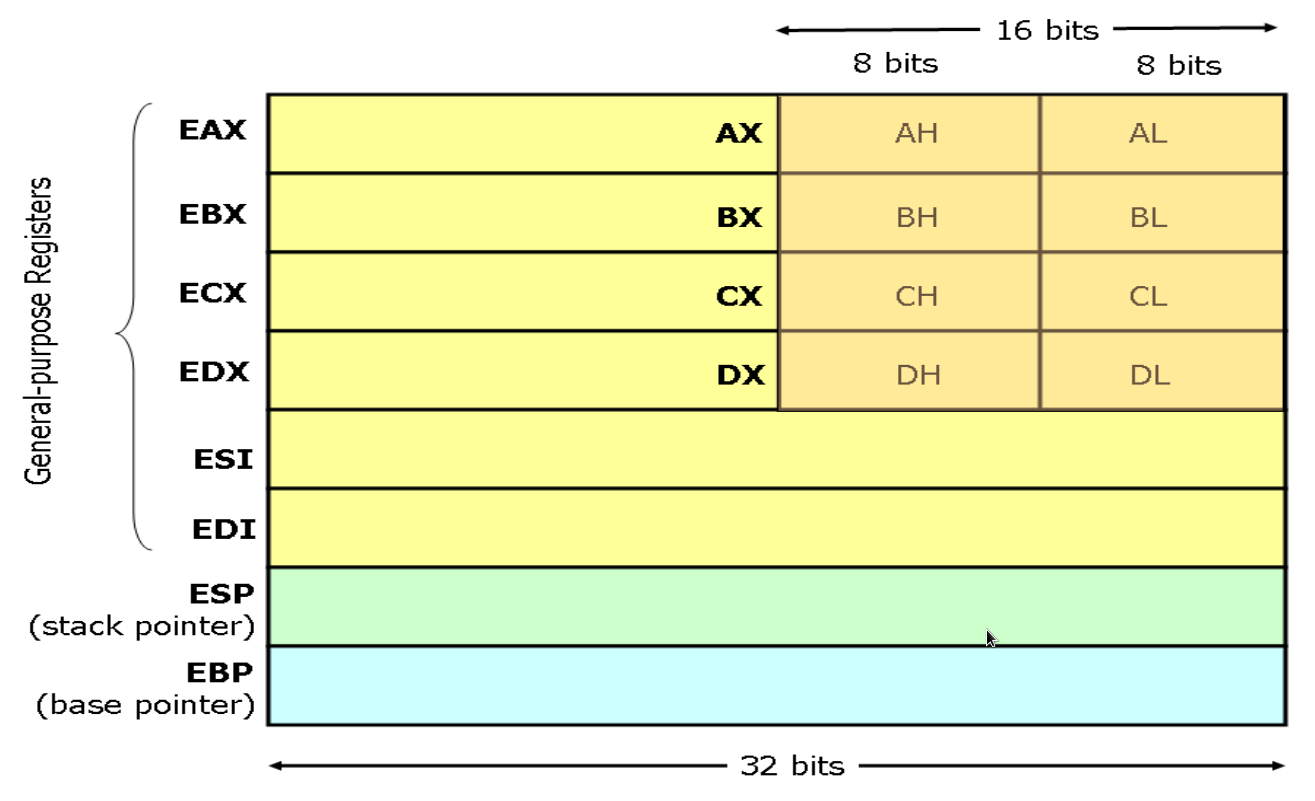 16 bits
8 bits 8 bits
General-purpose Registers
EAX AX AH AL
EBX BX BH BL
ECX CX CH CL
EDX DX DH DL
ESI
EDI
ESP
(stack pointer)
EBP
(base pointer)
32 bits